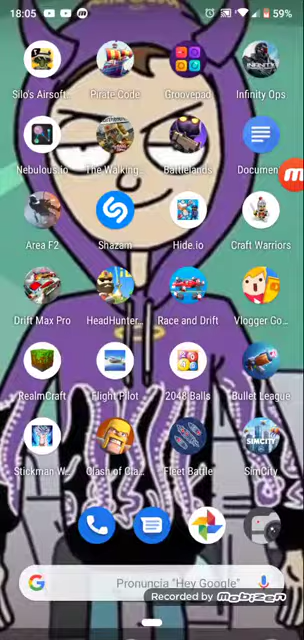 18:05 59%
Silo's Airsoft.. Pirate Code Groovepad Infinity Ops
Nebulous.io The Walking.. Battlelands Documen
Area F2 Shazam Hide.io Craft Warriors
Drift Max Pro HeadHunter.. Race and Drift Vlogger Go..
RealmCraft Flight Pilot 2048 Balls Bullet League
Stickman W.. Clash of Cla.. Fleet Battle SimCity
Pronuncia "Hey Google"
Recorded by Mobizen